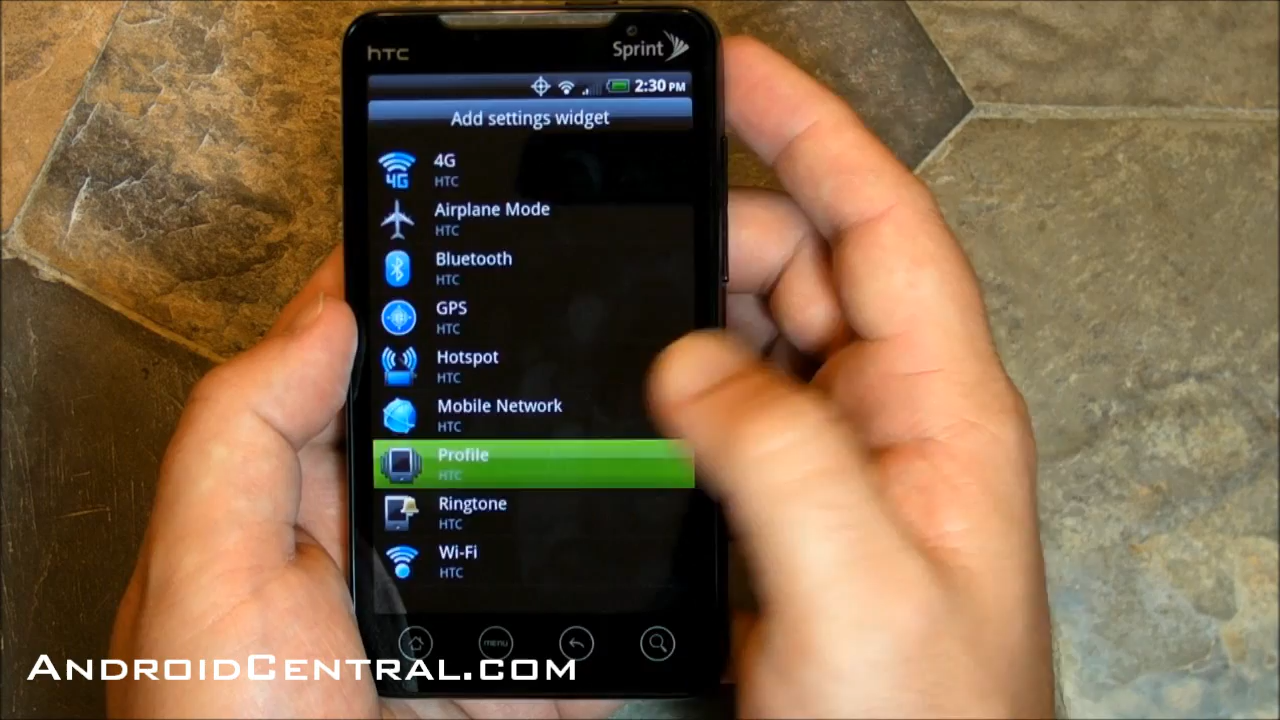 hTC
Sprint
2:30 PM
Add settings widget
4G
4G
HTC
Airplane Mode
HTC
Bluetooth
HTC
GPS
HTC
Hotspot
HTC
Mobile Network
HTC
Profile
HTC
Ringtone
HTC
Wi-Fi
HTC
menu
ANDROIDCENTRAL.COM